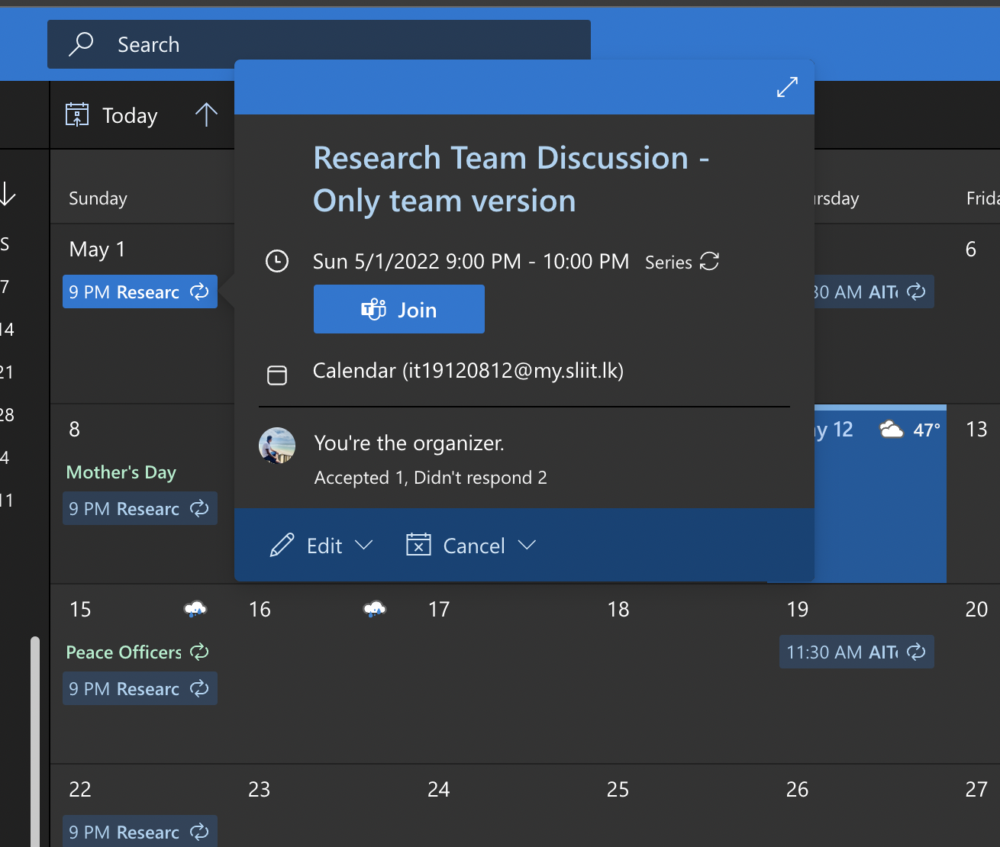 Search
Today
Research Team Discussion -
Only team version
Sun 5/1/2022 9:00 PM - 10:00 PM Series
Join
Calendar (it19120812@my.sliit.lk)
You're the organizer.
Accepted 1, Didn't respond 2
Edit
Cancel
S
7
14
21
28
4
11
Sunday
May 1
6
9 PM Researc
30 AM
8
12
47°
13
Mother's Day
9 PM Researc
15
16
17
18
19
20
Peace Officers
11:30 AM
9 PM Researc
22
23
24
25
26
27
9 PM Researc